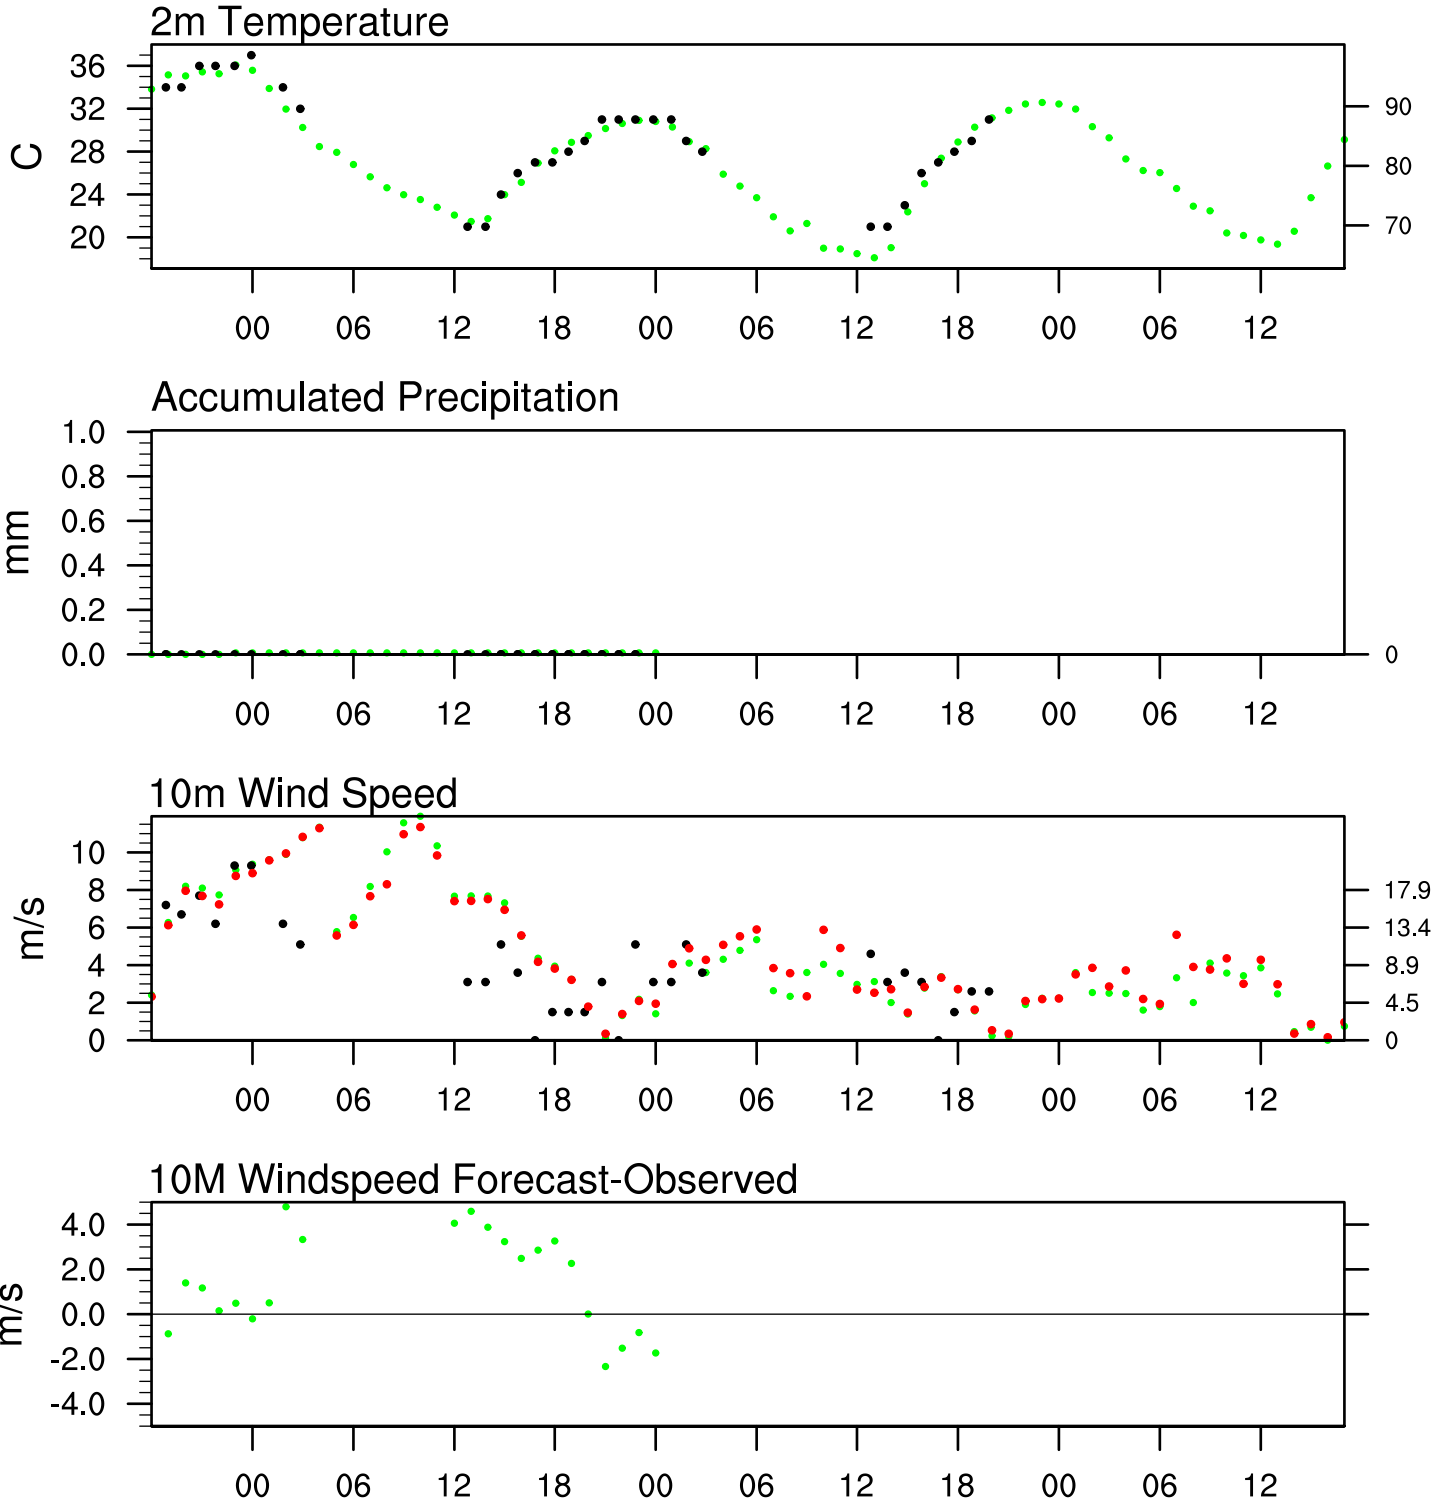 2m Temperature
36
32
28
24
20
C
90
80
70
00 06 12 18 00 06 12 18 00 06 12
Accumulated Precipitation
1.0
0.8
0.6
0.4
0.2
0.0
mm
0
00 06 12 18 00 06 12 18 00 06 12
10m Wind Speed
10
8
6
4
2
0
m/s
17.9
13.4
8.9
4.5
0
00 06 12 18 00 06 12 18 00 06 12
10M Windspeed Forecast-Observed
4.0
2.0
0.0
-2.0
-4.0
m/s
00 06 12 18 00 06 12 18 00 06 12